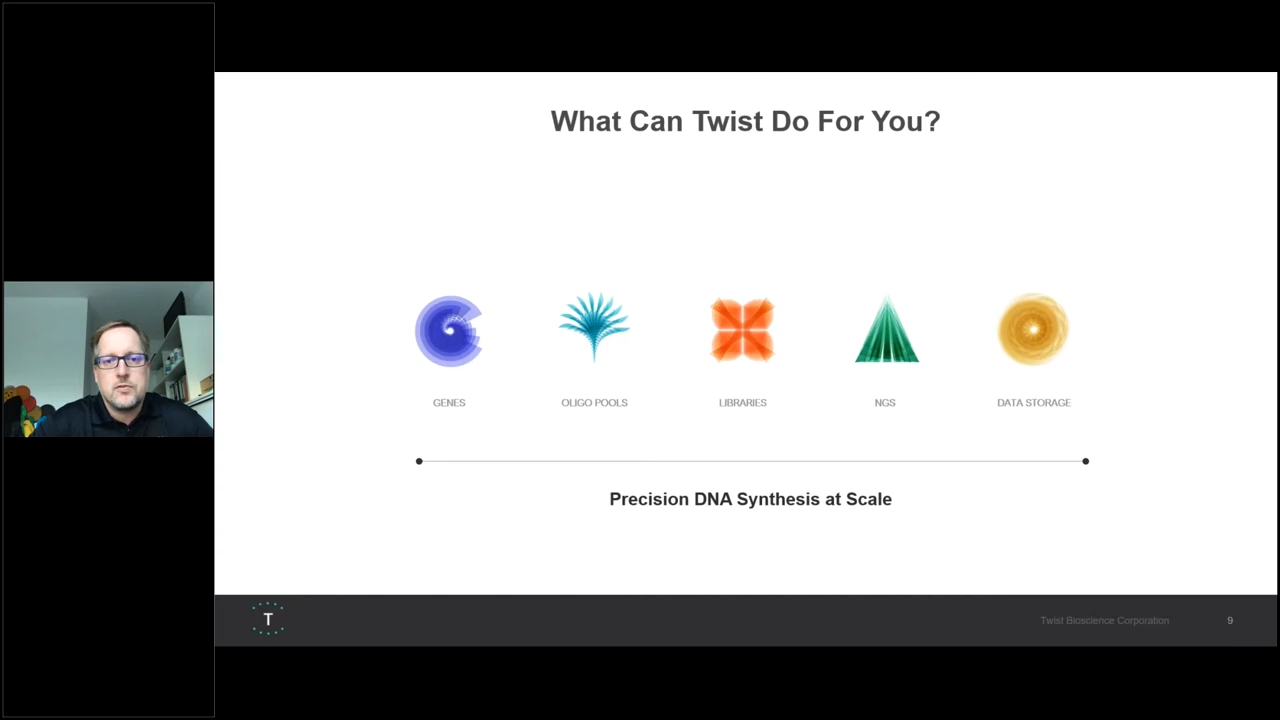 What Can Twist Do For You?
GENES
OLIGO POOLS
LIBRARIES
NGS
DATA STORAGE
Precision DNA Synthesis at Scale
T
Twist Bioscience Corporation
9